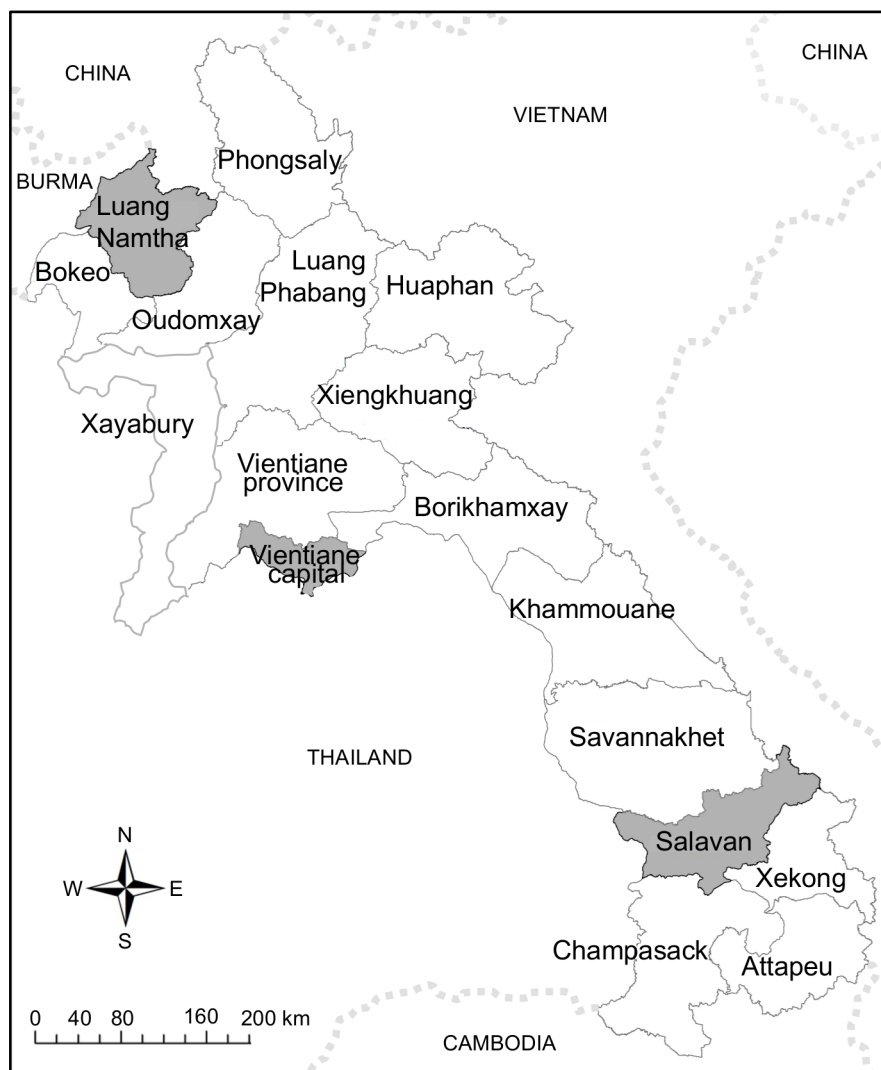 CHINA
CHINA
VIETNAM
Phongsaly
BURMA
Luang
Namtha
Bokeo
Luang
Phabang
Huaphan
Oudomxay
Xiengkhuang
Xayabury
Vientiane
province
Borikhamxay
Vientiane
capital
Khammouane
Savannakhet
THAILAND
Salavan
N
W E
S
Xekong
Champasack
Attapeu
0 40 80 160 200 km
CAMBODIA